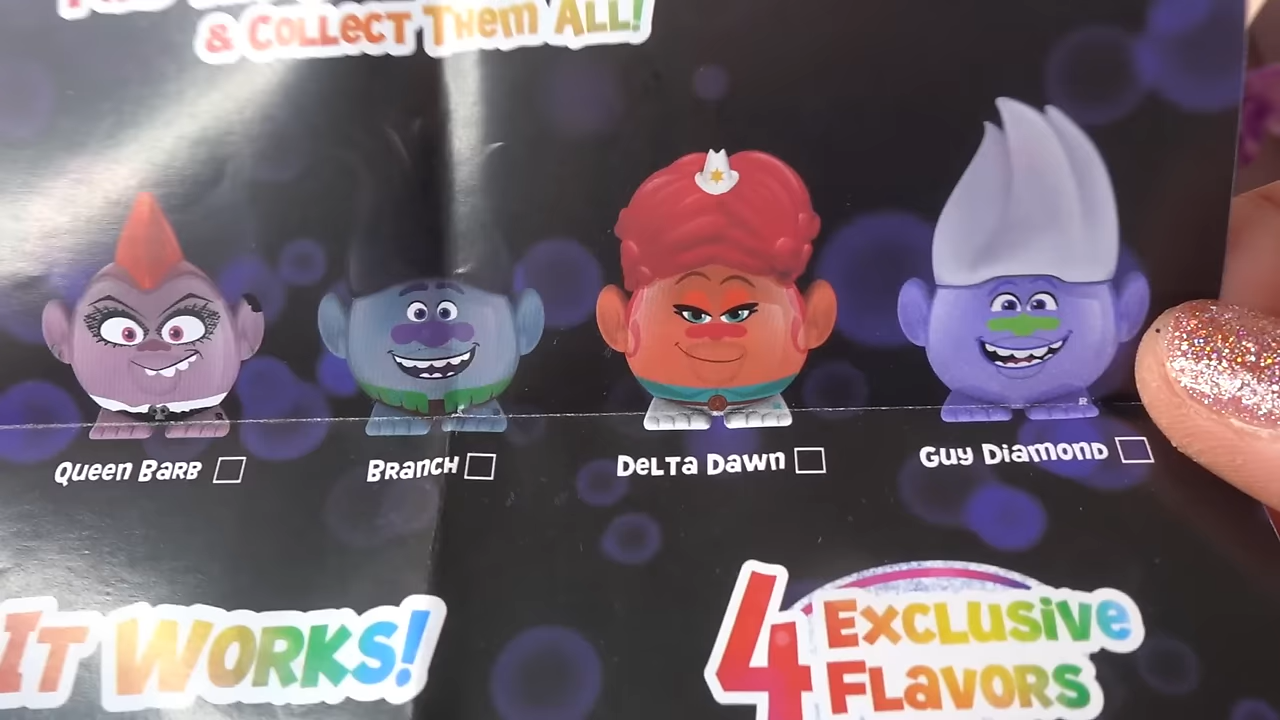 & COLLECT THEM ALL!
QUEEN BARB
BRANCH
DELTA DAWN
GUY DIAMOND
IT WORKS!
4 EXCLUSIVE
FLAVORS